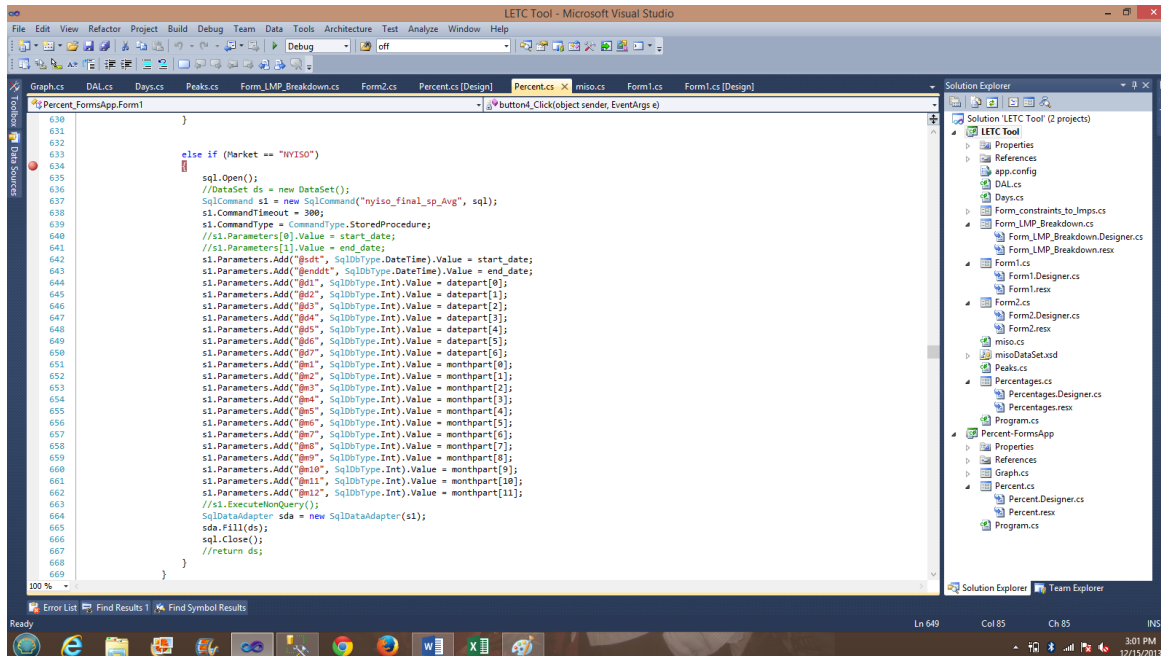 LETC Tool - Microsoft Visual Studio
File Edit View Refactor Project Build Debug Team Data Tools Architecture Test Analyze Window Help
Debug off
Graph.cs DAL.cs Days.cs Peaks.cs Form_LMP_Breakdown.cs Form2.cs Percent.cs [Design] Percent.cs miso.cs Form1.cs Form1.cs [Design]
Percent_FormsApp.Form1 button4_Click(object sender, EventArgs e)
Toolbox
Data Sources
630 }
631
632
633 else if (Market == "NYISO")
634 {
635 sql.Open();
636 //DataSet ds = new DataSet();
637 SqlCommand s1 = new SqlCommand("nyiso_final_sp_Avg", sql);
638 s1.CommandTimeout = 300;
639 s1.CommandType = CommandType.StoredProcedure;
640 //s1.Parameters[0].Value = start_date;
641 //s1.Parameters[1].Value = end_date;
642 s1.Parameters.Add("@sdt", SqlDbType.DateTime).Value = start_date;
643 s1.Parameters.Add("@enddt", SqlDbType.DateTime).Value = end_date;
644 s1.Parameters.Add("@d1", SqlDbType.Int).Value = datepart[0];
645 s1.Parameters.Add("@d2", SqlDbType.Int).Value = datepart[1];
646 s1.Parameters.Add("@d3", SqlDbType.Int).Value = datepart[2];
647 s1.Parameters.Add("@d4", SqlDbType.Int).Value = datepart[3];
648 s1.Parameters.Add("@d5", SqlDbType.Int).Value = datepart[4];
649 s1.Parameters.Add("@d6", SqlDbType.Int).Value = datepart[5];
650 s1.Parameters.Add("@d7", SqlDbType.Int).Value = datepart[6];
651 s1.Parameters.Add("@m1", SqlDbType.Int).Value = monthpart[0];
652 s1.Parameters.Add("@m2", SqlDbType.Int).Value = monthpart[1];
653 s1.Parameters.Add("@m3", SqlDbType.Int).Value = monthpart[2];
654 s1.Parameters.Add("@m4", SqlDbType.Int).Value = monthpart[3];
655 s1.Parameters.Add("@m5", SqlDbType.Int).Value = monthpart[4];
656 s1.Parameters.Add("@m6", SqlDbType.Int).Value = monthpart[5];
657 s1.Parameters.Add("@m7", SqlDbType.Int).Value = monthpart[6];
658 s1.Parameters.Add("@m8", SqlDbType.Int).Value = monthpart[7];
659 s1.Parameters.Add("@m9", SqlDbType.Int).Value = monthpart[8];
660 s1.Parameters.Add("@m10", SqlDbType.Int).Value = monthpart[9];
661 s1.Parameters.Add("@m11", SqlDbType.Int).Value = monthpart[10];
662 s1.Parameters.Add("@m12", SqlDbType.Int).Value = monthpart[11];
663 //s1.ExecuteNonQuery();
664 SqlDataAdapter sda = new SqlDataAdapter(s1);
665 sda.Fill(ds);
666 sql.Close();
667 //return ds;
668 }
669 }
100 %
Solution Explorer
Solution 'LETC Tool' (2 projects)
LETC Tool
Properties
References
app.config
DAL.cs
Days.cs
Form_constraints_to_lmps.cs
Form_LMP_Breakdown.cs
Form_LMP_Breakdown.Designer.cs
Form_LMP_Breakdown.resx
Form1.cs
Form1.Designer.cs
Form1.resx
Form2.cs
Form2.Designer.cs
Form2.resx
miso.cs
misoDataSet.xsd
Peaks.cs
Percentages.cs
Percentages.Designer.cs
Percentages.resx
Program.cs
Percent-FormsApp
Properties
References
Graph.cs
Percent.cs
Percent.Designer.cs
Percent.resx
Program.cs
Solution Explorer Team Explorer
Error List Find Results 1 Find Symbol Results
Ready Ln 649 Col 85 Ch 85 INS
3:01 PM
12/15/2013